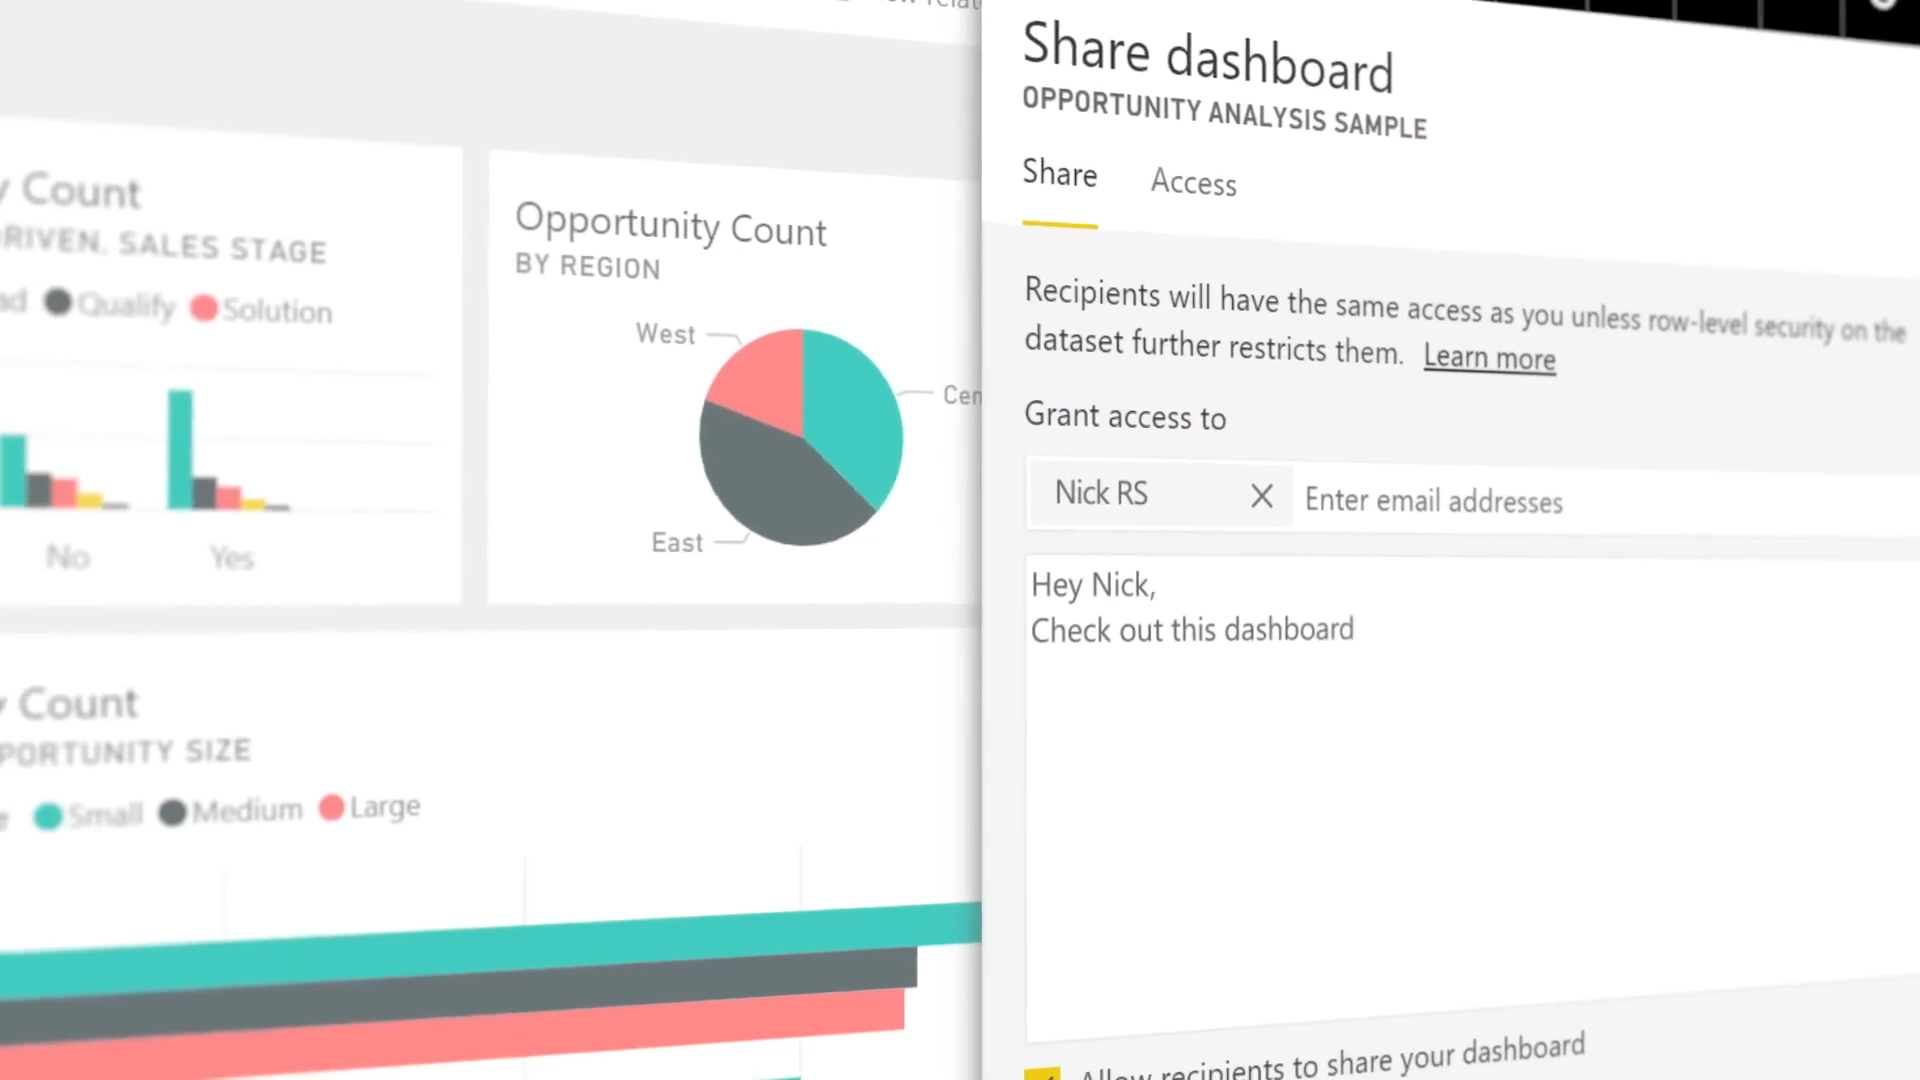 Share dashboard
OPPORTUNITY ANALYSIS SAMPLE
Share Access
Recipients will have the same access as you unless row-level security on the
dataset further restricts them. Learn more
Grant access to
Nick RS Enter email addresses
Hey Nick,
Check out this dashboard
Allow recipients to share your dashboard
Count
SALES STAGE
Qualify Solution
No Yes
Opportunity Count
BY REGION
West
East
Count
SIZE
Small Medium Large